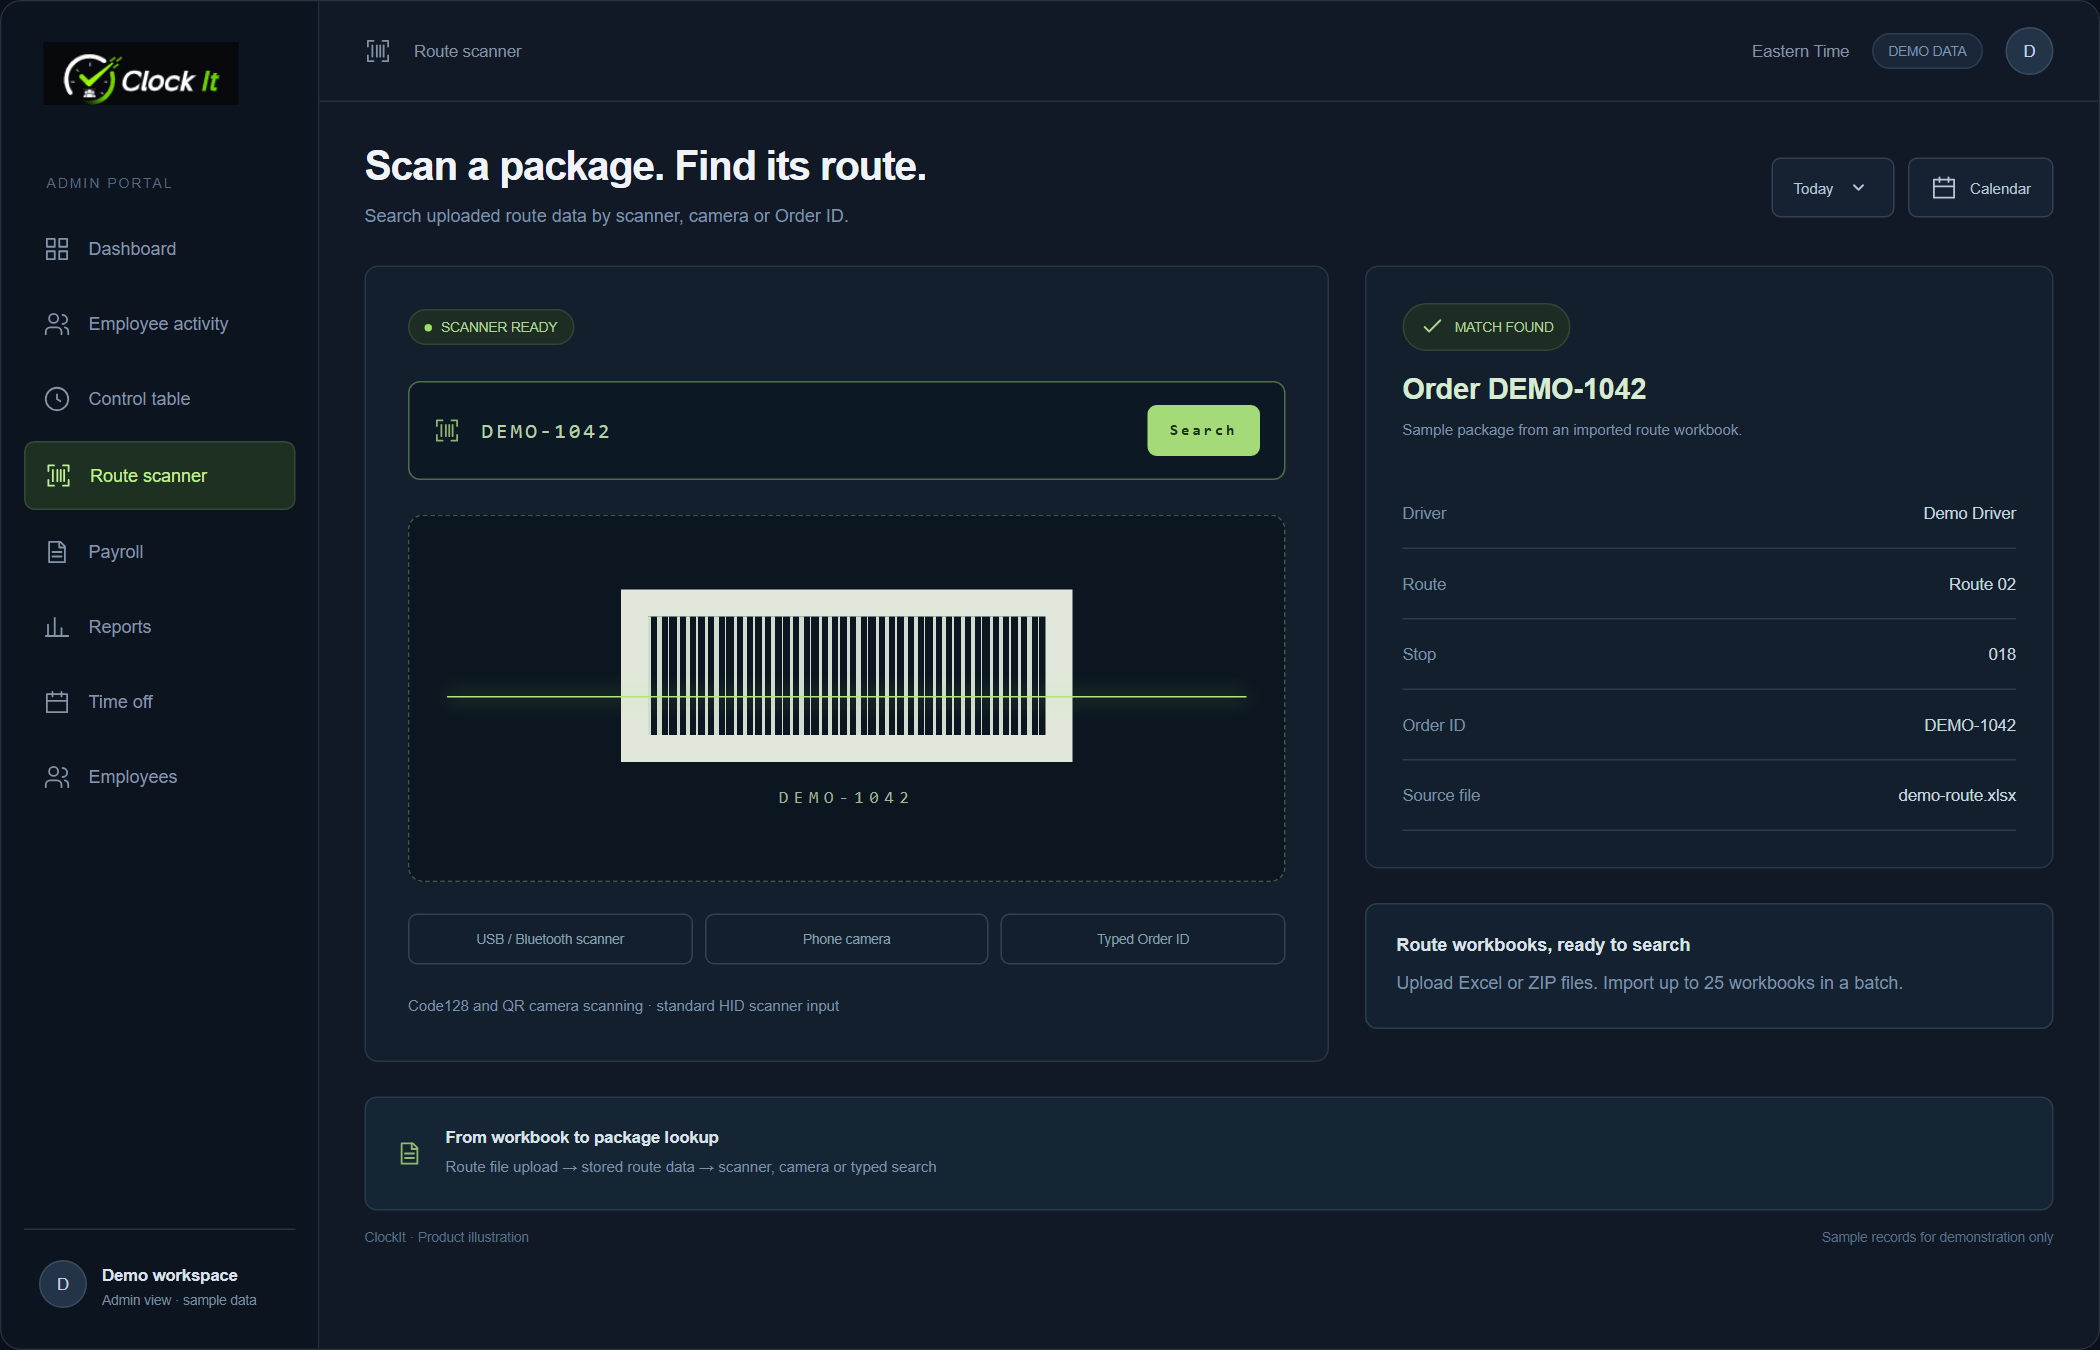 Clock It
ADMIN PORTAL
Dashboard
Employee activity
Control table
Route scanner
Payroll
Reports
Time off
Employees
D
Demo workspace
Admin view · sample data
Route scanner
Eastern Time
DEMO DATA
D
Scan a package. Find its route.
Search uploaded route data by scanner, camera or Order ID.
Today
Calendar
SCANNER READY
DEMO-1042
Search
DEMO-1042
USB / Bluetooth scanner
Phone camera
Typed Order ID
Code128 and QR camera scanning · standard HID scanner input
MATCH FOUND
Order DEMO-1042
Sample package from an imported route workbook.
Driver Demo Driver
Route Route 02
Stop 018
Order ID DEMO-1042
Source file demo-route.xlsx
Route workbooks, ready to search
Upload Excel or ZIP files. Import up to 25 workbooks in a batch.
From workbook to package lookup
Route file upload → stored route data → scanner, camera or typed search
ClockIt · Product illustration
Sample records for demonstration only